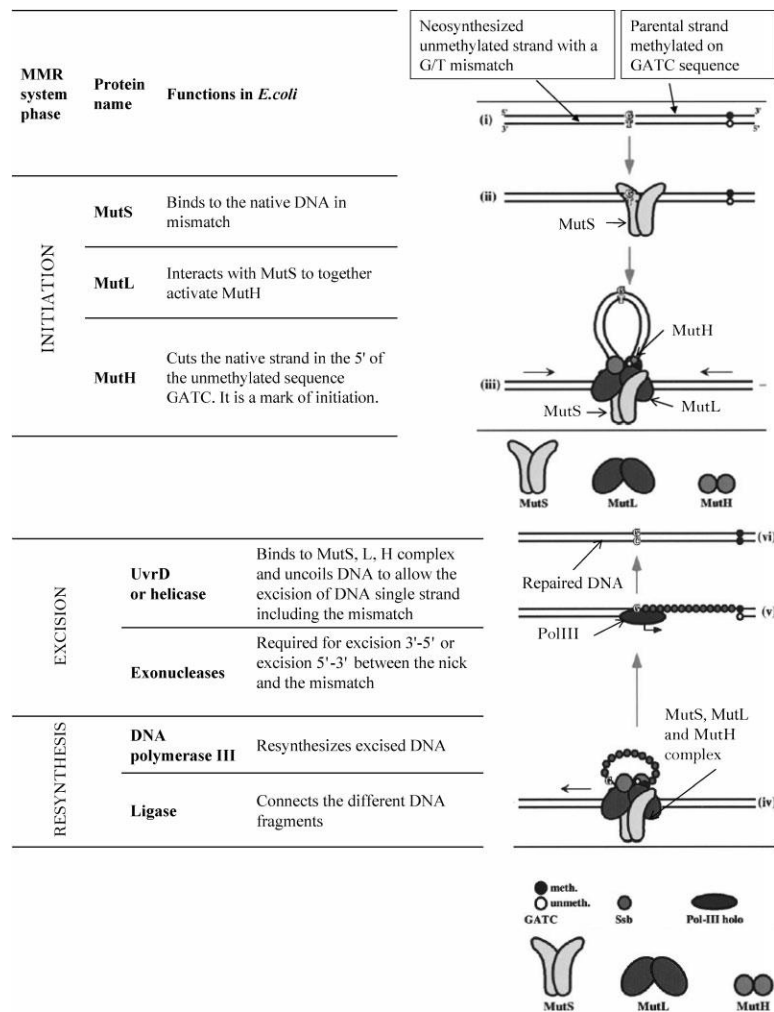 Neosynthesized
unmethylated strand with a
G/T mismatch
Parental strand
methylated on
GATC sequence
MMR
system
phase
Protein
name
Functions in E.coli
5'
3'
(i)
3'
5'
G
T
INITIATION
MutS
Binds to the native DNA in
mismatch
(ii)
MutS
MutL
Interacts with MutS to together
activate MutH
MutH
Cuts the native strand in the 5' of
the unmethylated sequence
GATC. It is a mark of initiation.
MutH
(iii)
MutS
MutL
MutS
MutL
MutH
EXCISION
UvrD
or helicase
Binds to MutS, L, H complex
and uncoils DNA to allow the
excision of DNA single strand
including the mismatch
(vi)
Repaired DNA
(v)
PolIII
Exonucleases
Required for excision 3'-5' or
excision 5'-3' between the nick
and the mismatch
RESYNTHESIS
DNA
polymerase III
Resynthesizes excised DNA
MutS, MutL
and MutH
complex
Ligase
Connects the different DNA
fragments
(iv)
meth.
unmeth.
GATC
Ssb
Pol-III holo
MutS
MutL
MutH